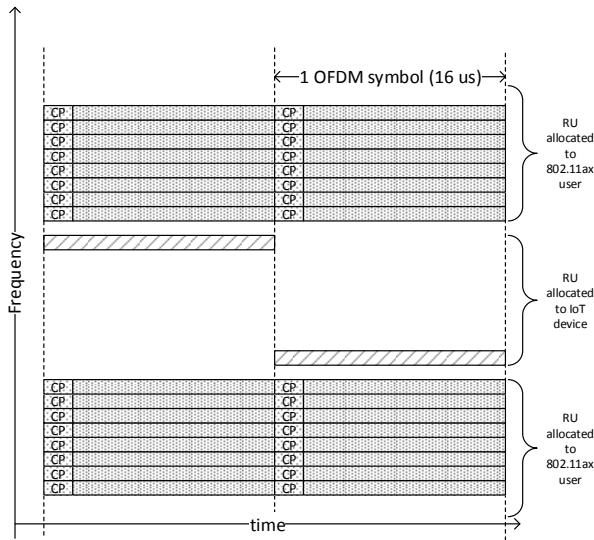 1 OFDM symbol (16 us)
CP CP
CP CP
CP CP
CP CP
CP CP
CP CP
CP CP
CP CP
RU
allocated
to
802.11ax
user
Frequency
RU
allocated
to IoT
device
CP CP
CP CP
CP CP
CP CP
CP CP
CP CP
CP CP
CP CP
RU
allocated
to
802.11ax
user
time